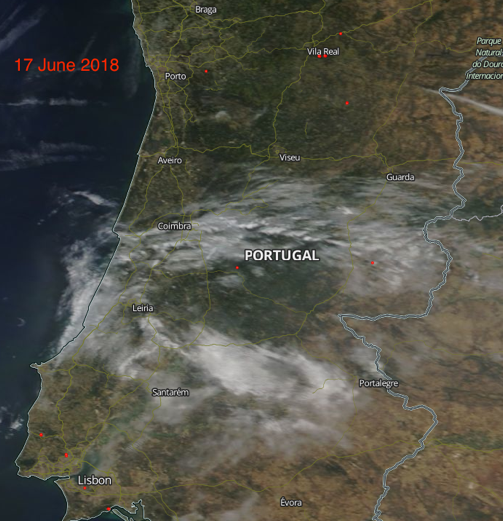 Braga
17 June 2018
Vila Real
Parque
Natural
do Douro
Internacion
Porto
Aveiro
Viseu
Guarda
Coimbra
PORTUGAL
Leiria
Portalegre
Santarém
Lisbon
Évora